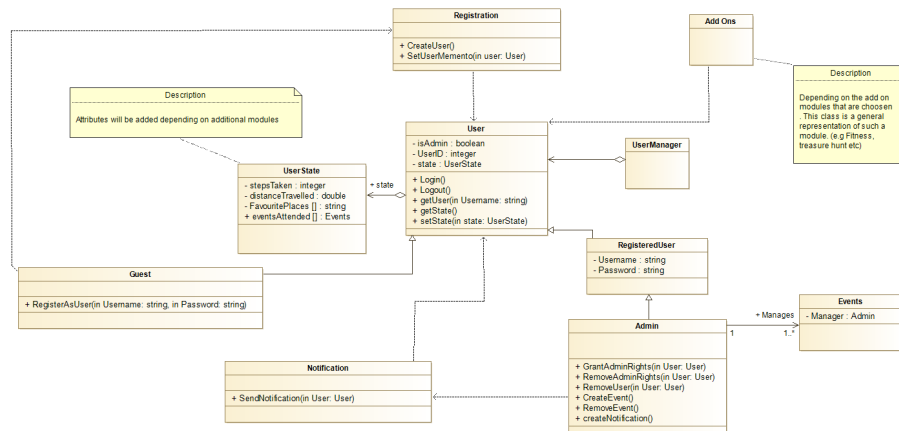 Registration
+ CreateUser()
+ SetUserMemento(in user: User)
Add Ons
Description
Depending on the add on
modules that are choosen
. This class is a general
representation of such a
module. (e.g Fitness,
treasure hunt etc)
Description
Attributes will be added depending on additional modules
User
- isAdmin : boolean
- UserID : integer
- state : UserState
+ Login()
+ Logout()
+ getUser(in Username: string)
+ getState()
+ setState(in state: UserState)
UserManager
UserState
- stepsTaken : integer
- distanceTravelled : double
- FavouritePlaces [] : string
+ eventsAttended [] : Events
+ state
RegisteredUser
- Username : string
- Password : string
Guest
+ RegisterAsUser(in Username: string, in Password: string)
Events
- Manager : Admin
+ Manages
1
1..*
Admin
+ GrantAdminRights(in User: User)
+ RemoveAdminRights(in User: User)
+ RemoveUser(in User: User)
+ CreateEvent()
+ RemoveEvent()
+ createNotification()
Notification
+ SendNotification(in User: User)